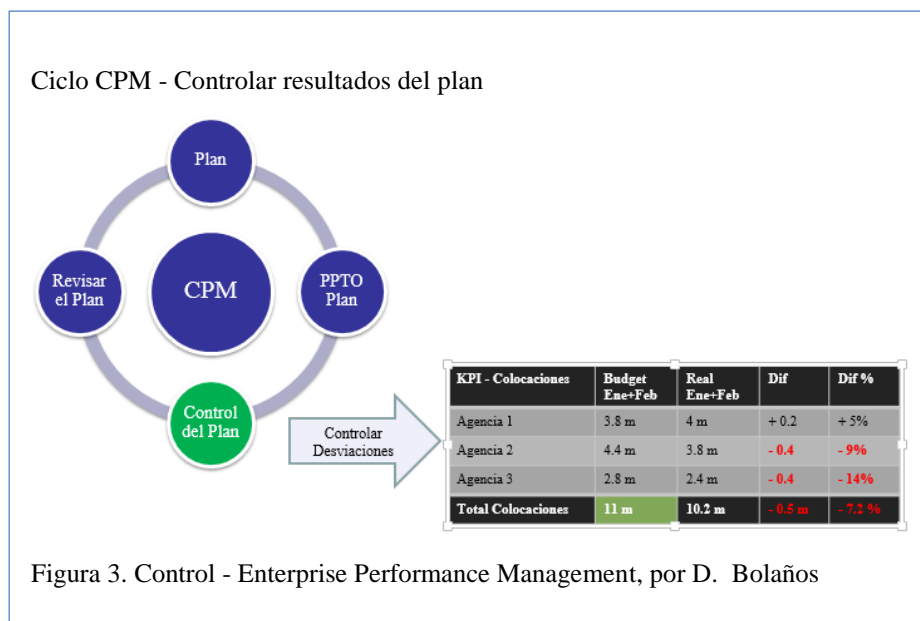 Ciclo CPM - Controlar resultados del plan
Plan
Revisar
el Plan
CPM
PPTO
Plan
Control
del Plan
Controlar
Desviaciones
KPI - Colocaciones Budget Ene+Feb Real Ene+Feb Dif Dif %
Agencia 1 3.8 m 4 m + 0.2 + 5%
Agencia 2 4.4 m 3.8 m - 0.4 - 9%
Agencia 3 2.8 m 2.4 m - 0.4 - 14%
Total Colocaciones 11 m 10.2 m - 0.5 m - 7.2 %
Figura 3. Control - Enterprise Performance Management, por D. Bolaños